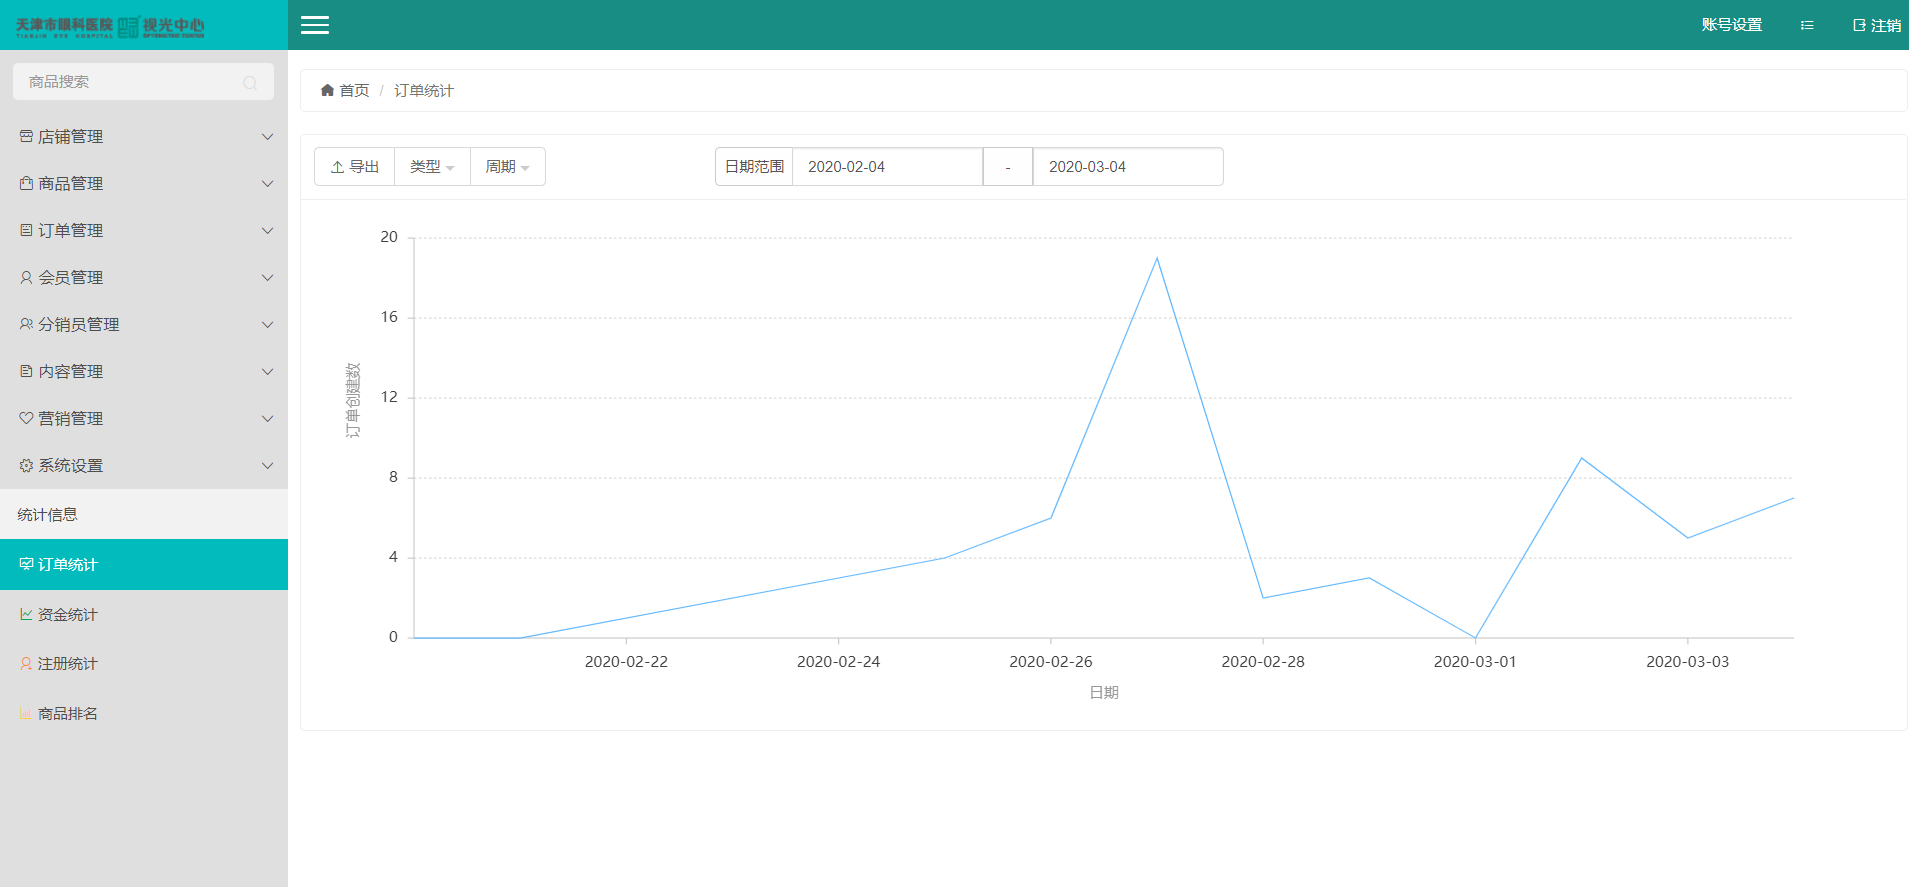 天津市眼科医院 视光中心
TIANJIN EYE HOSPITAL OPTOMETRIC CENTER
账号设置
注销
商品搜索
店铺管理
商品管理
订单管理
会员管理
分销员管理
内容管理
营销管理
系统设置
统计信息
订单统计
资金统计
注册统计
商品排名
首页 / 订单统计
导出 类型 周期
日期范围 2020-02-04 - 2020-03-04
20
16
12
8
4
0
订单创建数
2020-02-22 2020-02-24 2020-02-26 2020-02-28 2020-03-01 2020-03-03
日期